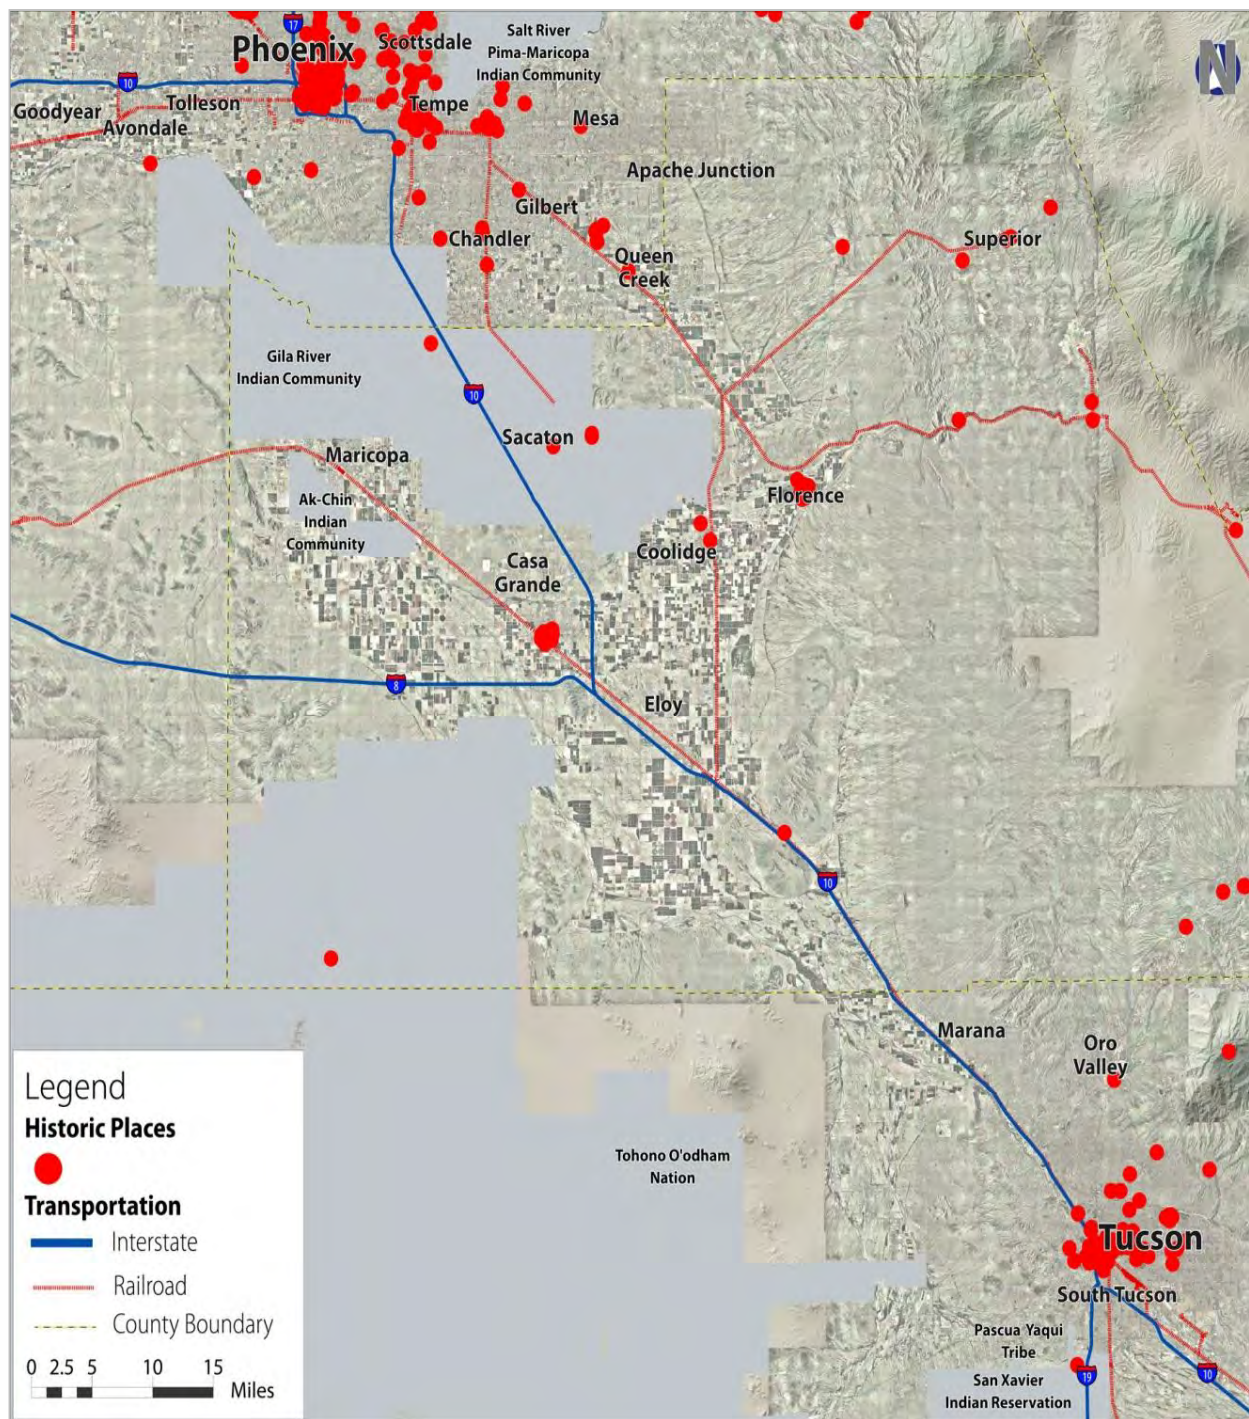 17
Phoenix
Scottsdale
Salt River
Pima-Maricopa
Indian Community
N
10
Goodyear
Tolleson
Avondale
Tempe
Mesa
Apache Junction
Gilbert
Chandler
Queen
Creek
Superior
Gila River
Indian Community
10
Sacaton
Maricopa
Ak-Chin
Indian
Community
Florence
Coolidge
Casa
Grande
8
Eloy
10
Marana
Oro
Valley
Tohono O'odham
Nation
Tucson
South Tucson
Pascua Yaqui
Tribe
19
10
San Xavier
Indian Reservation
Legend
Historic Places
Transportation
Interstate
Railroad
County Boundary
0 2.5 5 10 15
Miles